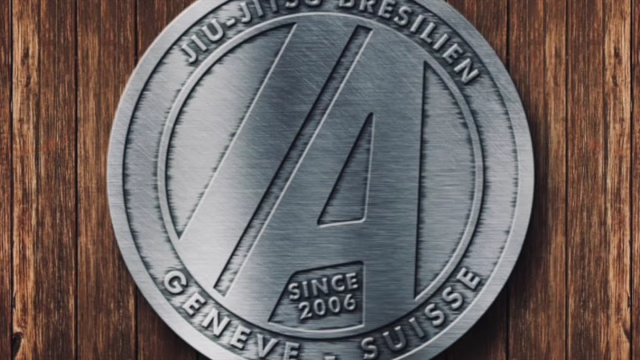 JIU-JITSU BRESILIEN
A
SINCE
2006
GENEVE - SUISSE